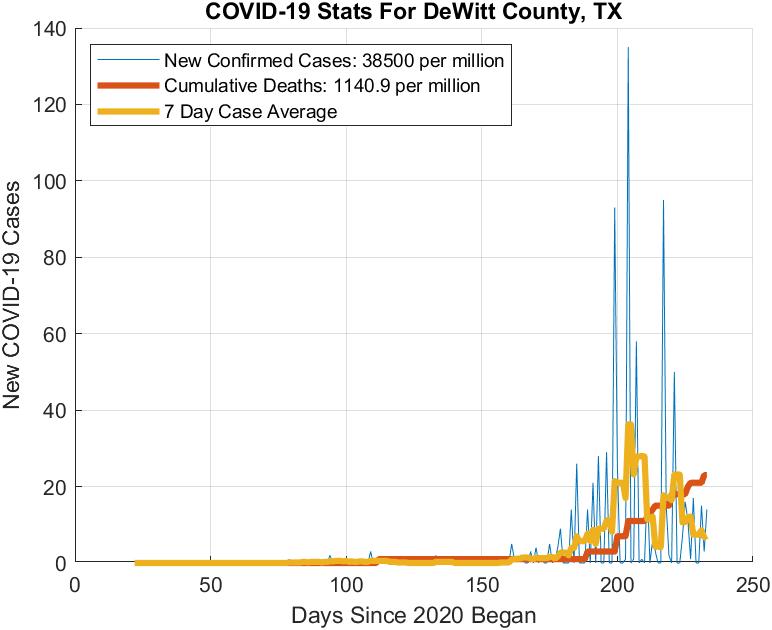 COVID-19 Stats For DeWitt County, TX
New Confirmed Cases: 38500 per million
Cumulative Deaths: 1140.9 per million
7 Day Case Average
New COVID-19 Cases
140
120
100
80
60
40
20
0
0 50 100 150 200 250
Days Since 2020 Began